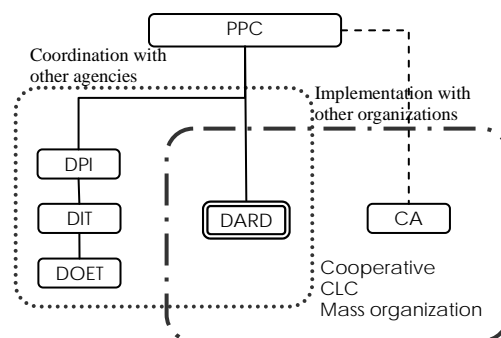 PPC
Coordination with
other agencies
Implementation with
other organizations
DPI
DIT
DARD
CA
DOET
Cooperative
CLC
Mass organization